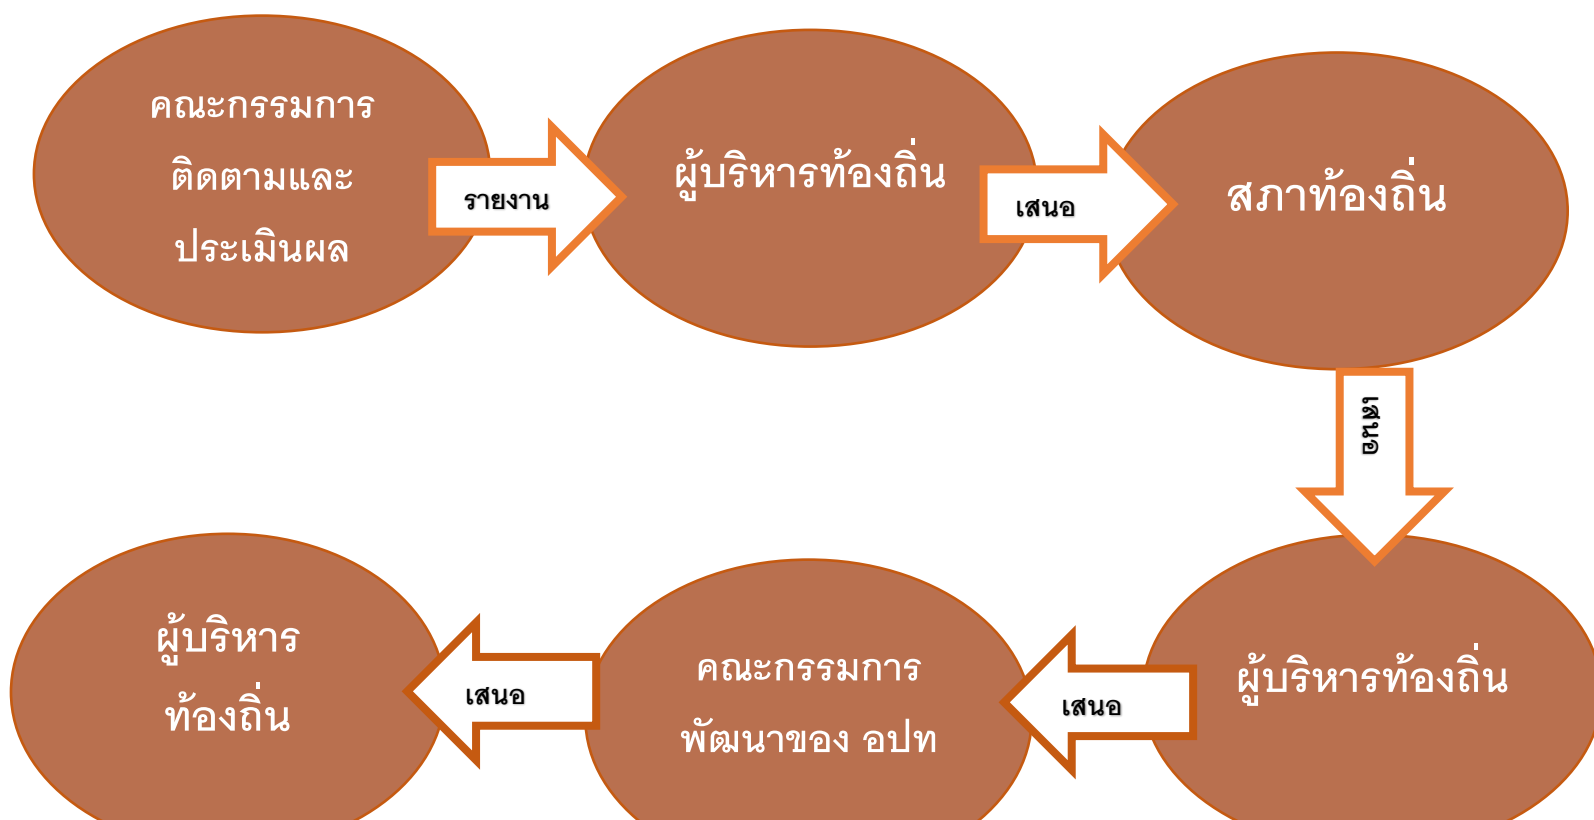 คณะกรรมการ
ติดตามและ
ประเมินผล
รายงาน
ผู้บริหารท้องถิ่น
เสนอ
สภาท้องถิ่น
เสนอ
ผู้บริหารท้องถิ่น
เสนอ
คณะกรรมการ
พัฒนาของ อปท
เสนอ
ผู้บริหาร
ท้องถิ่น